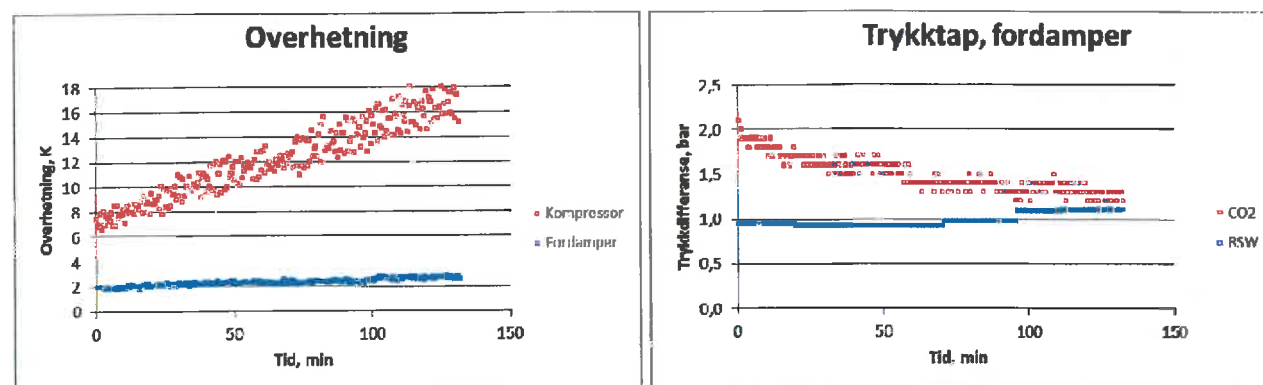 Overhetning
18
16
14
12
10
8
6
4
2
0
Overhetning, K
0 50 100 150
Tid, min
Kompressor
Fordamper
Trykktap, fordamper
2,5
2,0
1,5
1,0
0,5
0,0
Trykkdifferanse, bar
0 50 100 150
Tid, min
CO2
RSW